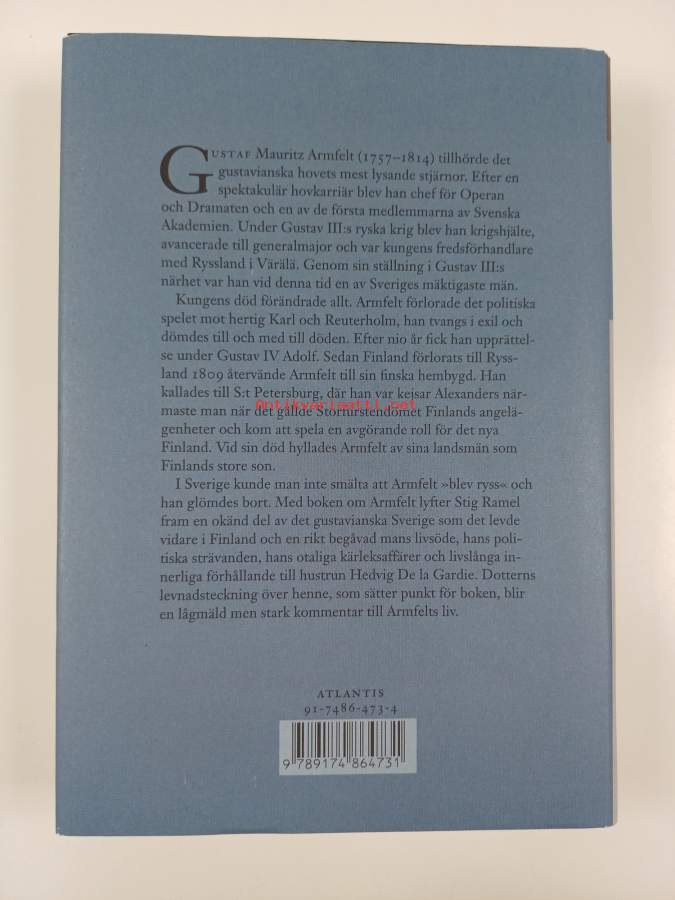 GUSTAF Mauritz Armfelt (1757–1814) tillhörde det
gustavianska hovets mest lysande stjärnor. Efter en
spektakulär hovkarriär blev han chef för Operan
och Dramaten och en av de första medlemmarna av Svenska
Akademien. Under Gustav III:s ryska krig blev han krigshjälte,
avancerade till generalmajor och var kungens fredsförhandlare
med Ryssland i Värälä. Genom sin ställning i Gustav III:s
närhet var han vid denna tid en av Sveriges mäktigaste män.
Kungens död förändrade allt. Armfelt förlorade det politiska
spelet mot hertig Karl och Reuterholm, han tvangs i exil och
dömdes till och med till döden. Efter nio år fick han upprättel-
se under Gustav IV Adolf. Sedan Finland förlorats till Ryss-
land 1809 återvände Armfelt till sin finska hembygd. Han
kallades till S:t Petersburg, där han var kejsar Alexanders när-
maste man när det gällde Storfurstendömet Finlands angelä-
genheter och kom att spela en avgörande roll för det nya
Finland. Vid sin död hyllades Armfelt av sina landsmän som
Finlands store son.
I Sverige kunde man inte smälta att Armfelt »blev ryss« och
han glömdes bort. Med boken om Armfelt lyfter Stig Ramel
fram en okänd del av det gustavianska Sverige som det levde
vidare i Finland och en rikt begåvad mans livsöde, hans poli-
tiska strävanden, hans otaliga kärleksaffärer och livslånga in-
nerliga förhållande till hustrun Hedvig De la Gardie. Dotterns
levnadsteckning över henne, som sätter punkt för boken, blir
en lågmäld men stark kommentar till Armfelts liv.
ATLANTIS
91-7486-473-4
9 789174 864731
Antikvariaatti.net